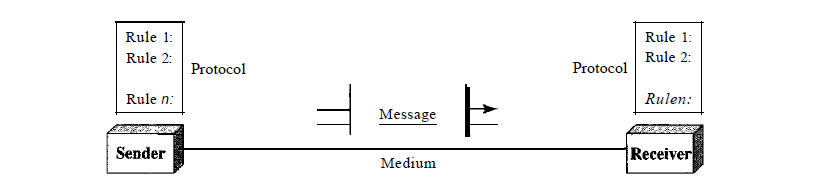 Rule 1:
Rule 2:
Protocol
Rule n:
Sender
Message
Medium
Rule 1:
Rule 2:
Protocol
Rulen:
Receiver